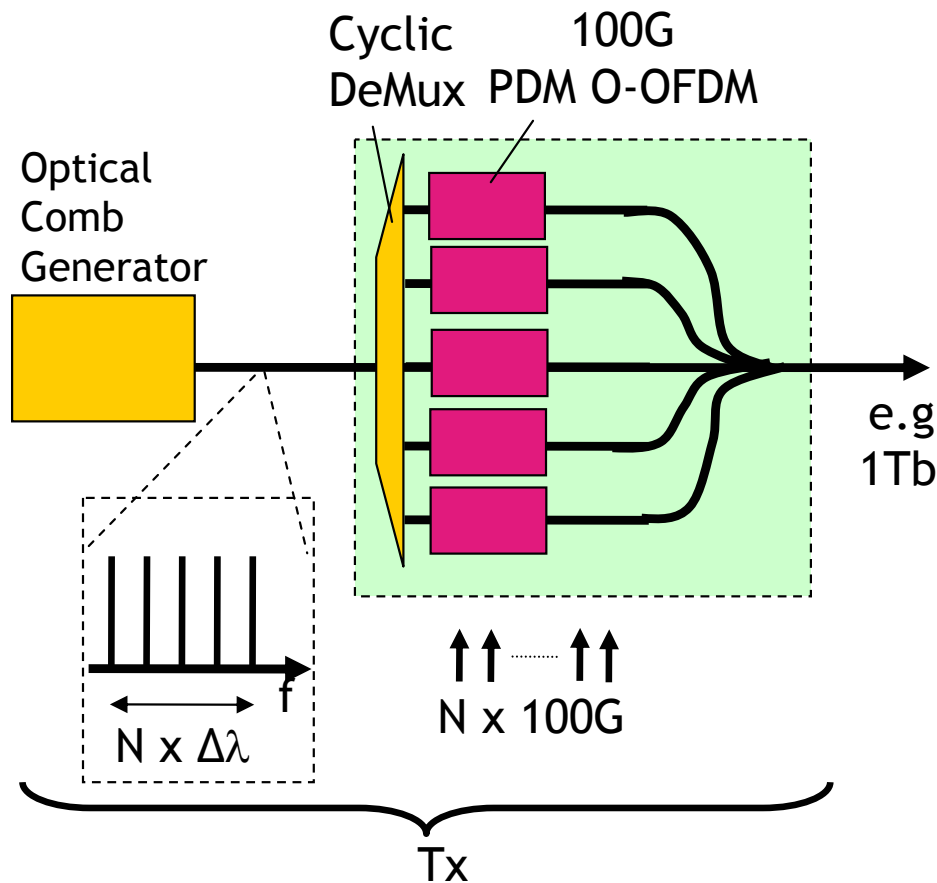 Cyclic
DeMux
100G
PDM O-OFDM
Optical
Comb
Generator
e.g
1Tb
f
N x Δλ
N x 100G
Tx